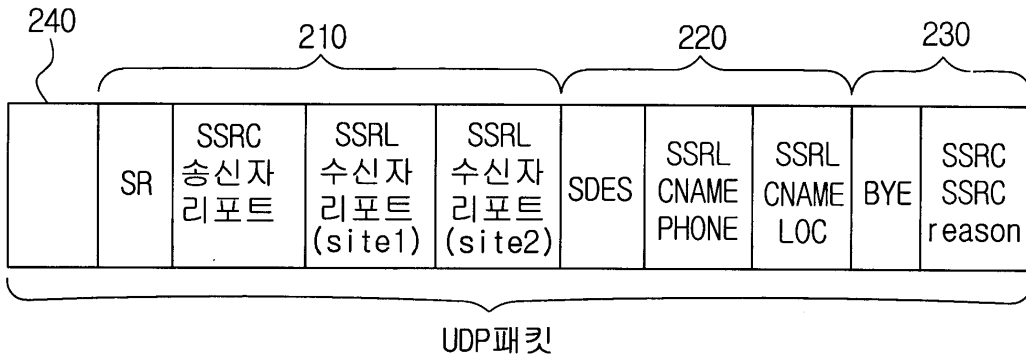 240
210
220
230
SR
SSRC
송신자
리포트
SSRL
수신자
리포트
(site1)
SSRL
수신자
리포트
(site2)
SDES
SSRL
CNAME
PHONE
SSRL
CNAME
LOC
BYE
SSRC
SSRC
reason
UDP패킷